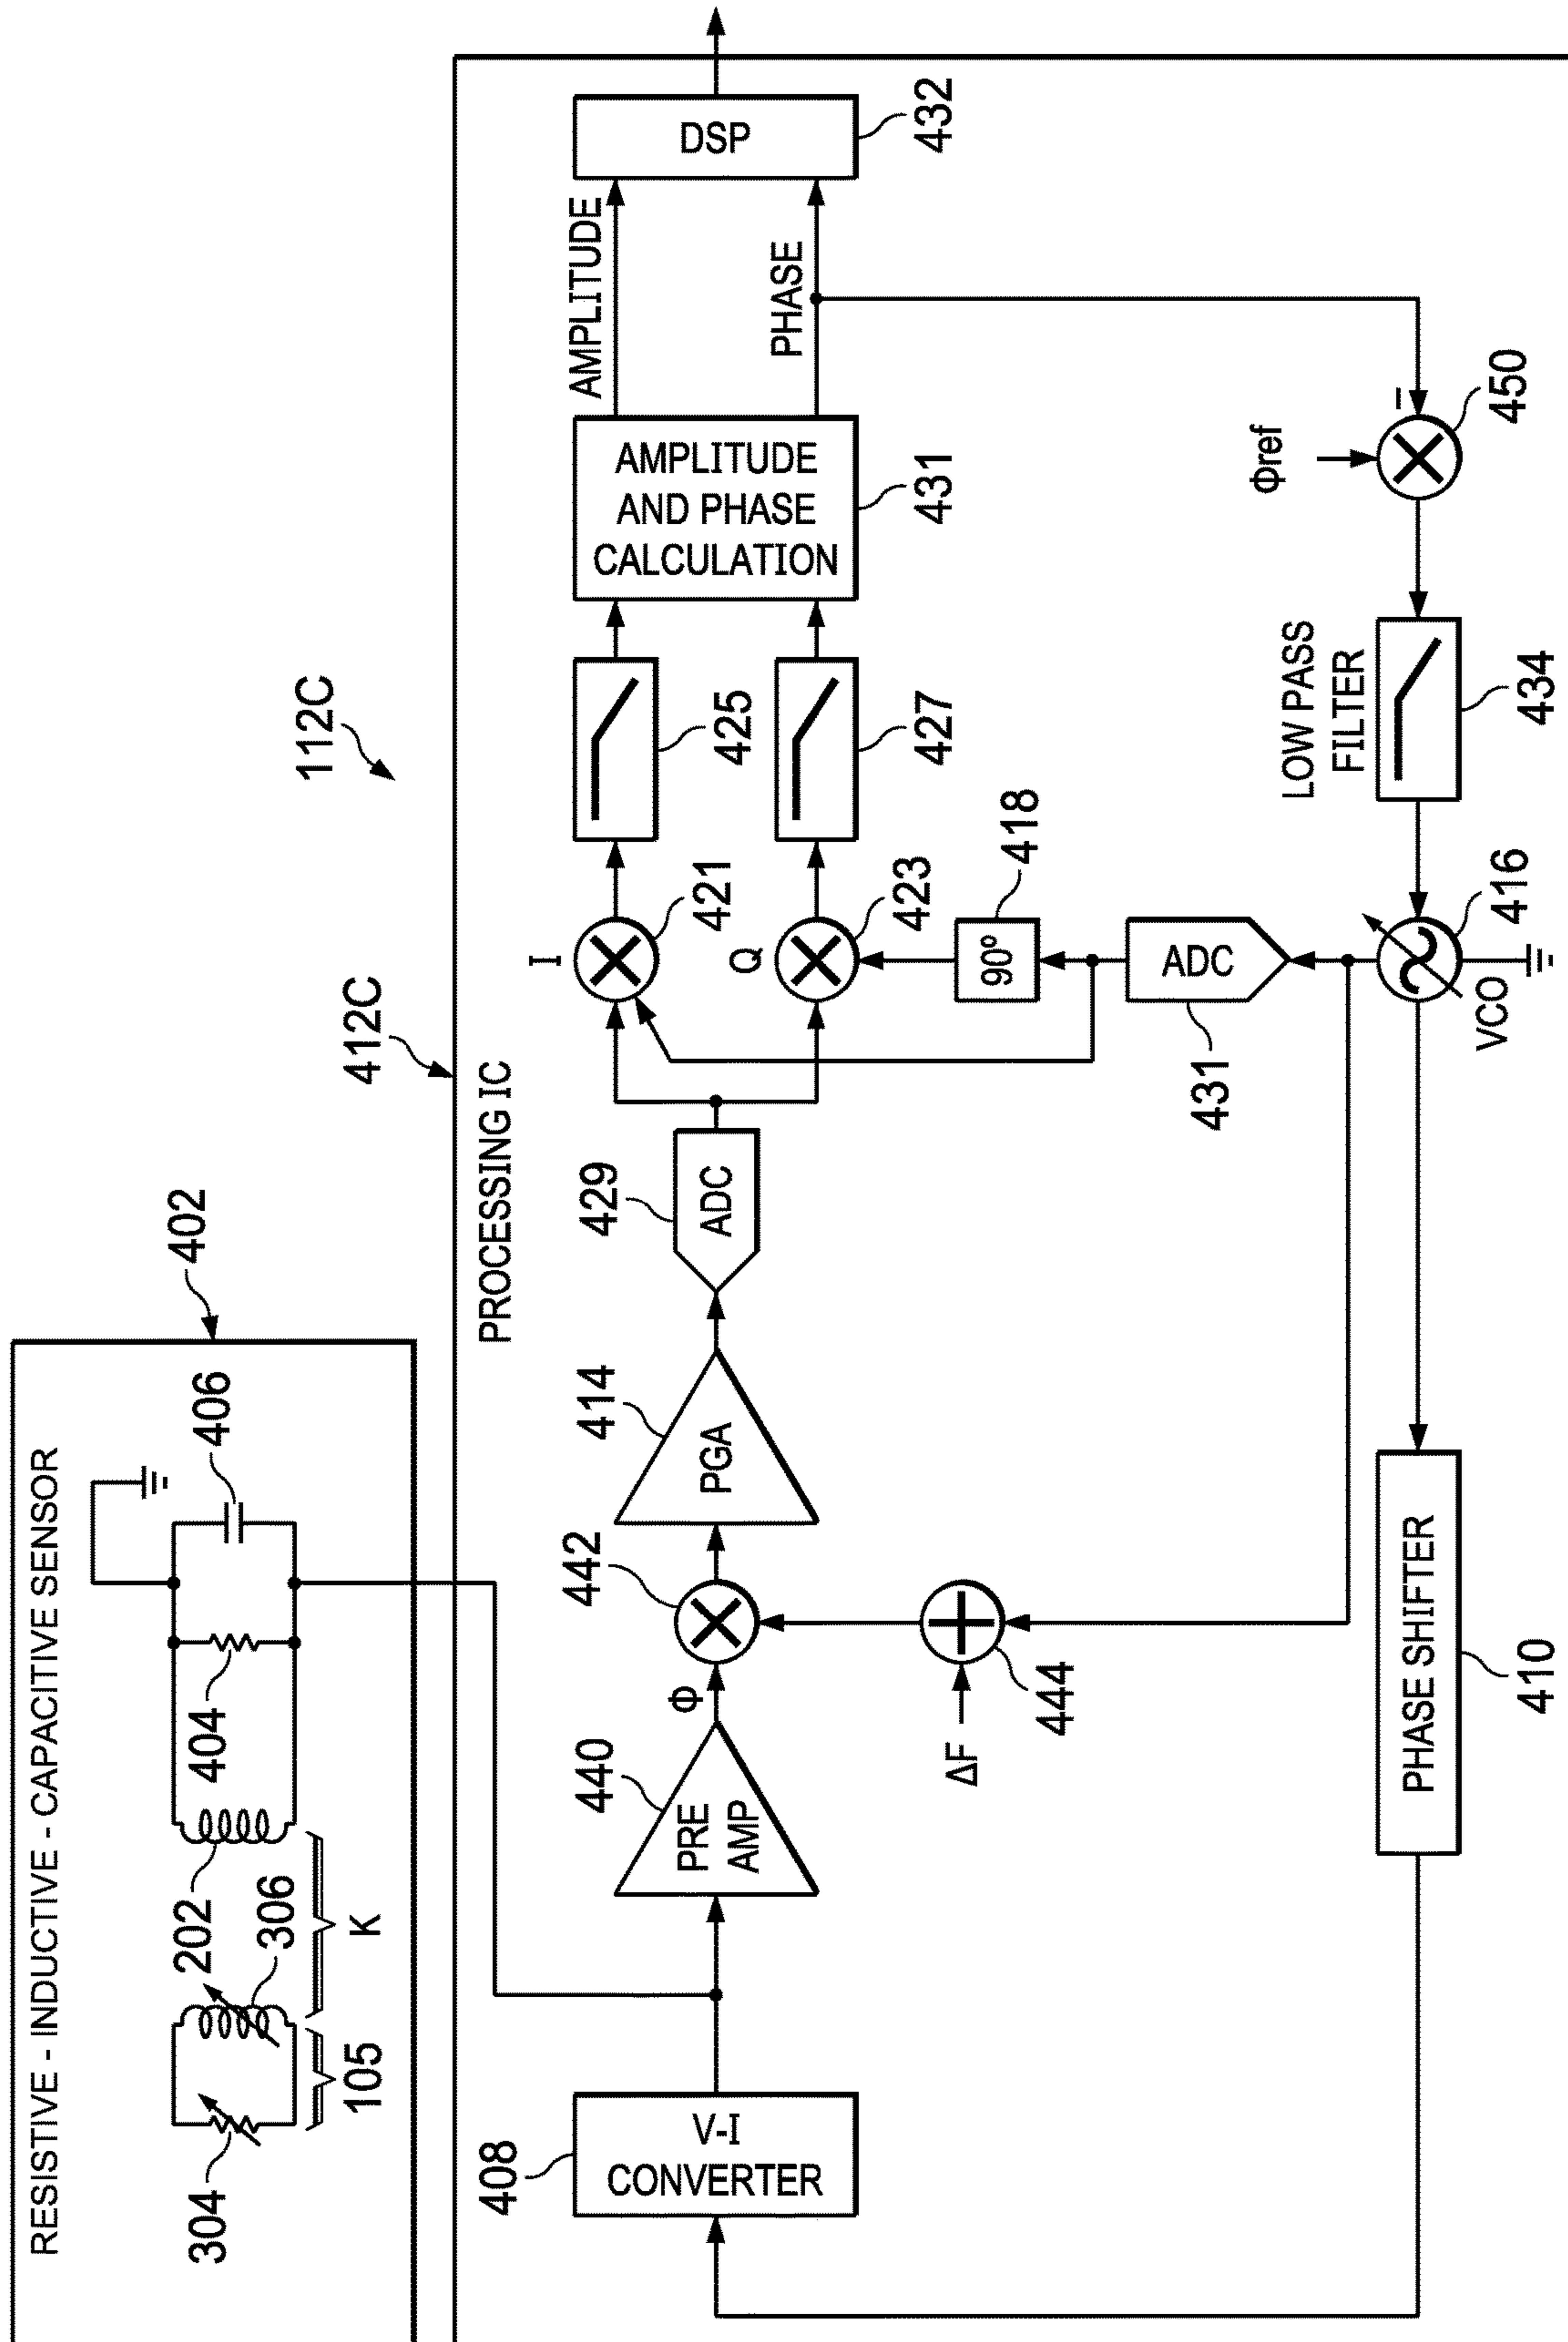 RESISTIVE - INDUCTIVE - CAPACITIVE SENSOR
402
304
105
306
202
K
404
406
112C
412C
PROCESSING IC
408
V-I
CONVERTER
440
PRE
AMP
Φ
442
414
PGA
429
ADC
I
421
425
AMPLITUDE
AND PHASE
CALCULATION
431
AMPLITUDE
PHASE
DSP
432
Q
423
427
ΔF
444
90°
418
ADC
431
Φref
–
450
LOW PASS
FILTER
434
416
VCO
PHASE SHIFTER
410